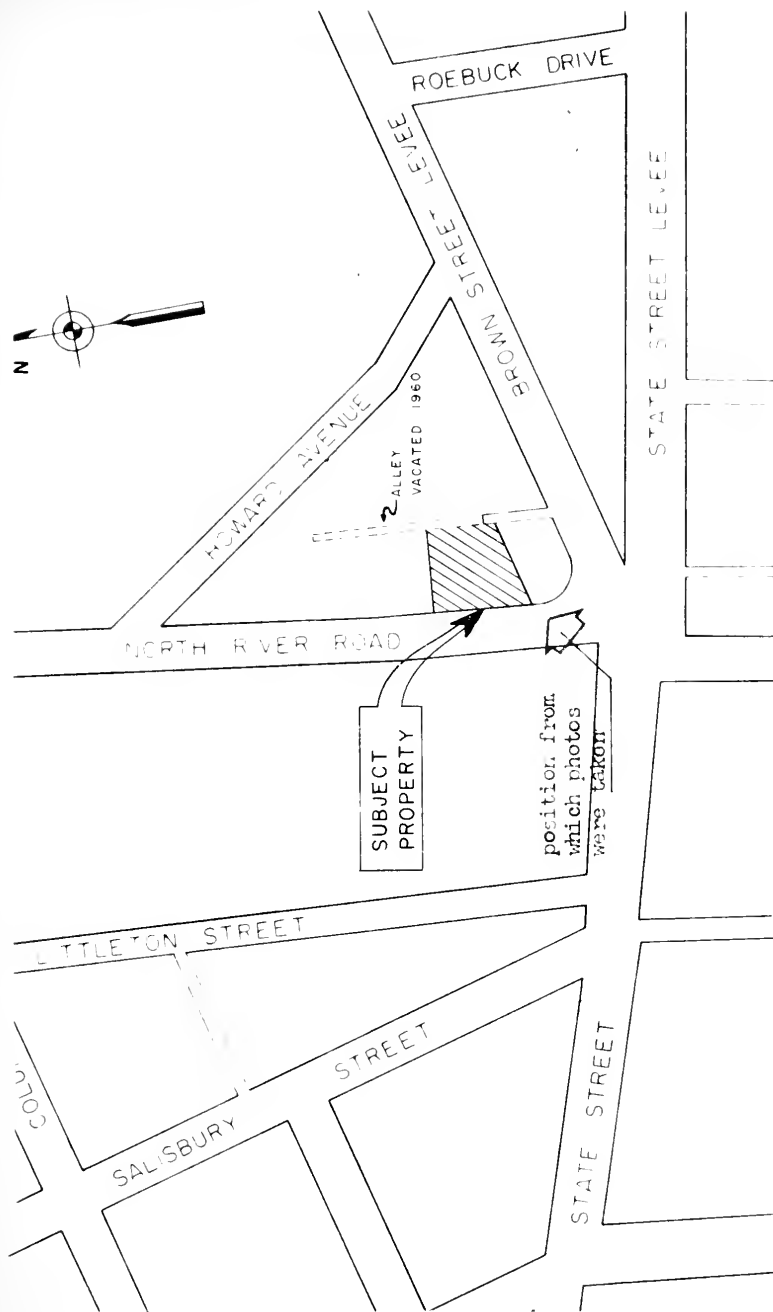 N
ROEBUCK DRIVE
BROWN STREET LEVEE
STATE STREET LEVEE
HOWARD AVENUE
ALLEY
VACATED 1960
NORTH RIVER ROAD
SUBJECT
PROPERTY
position from
which photos
were taken
LITTLETON STREET
SALISBURY STREET
STATE STREET